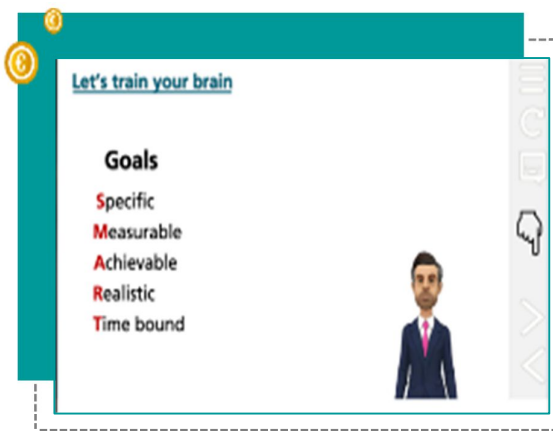 Let's train your brain
Goals
Specific
Measurable
Achievable
Realistic
Time bound